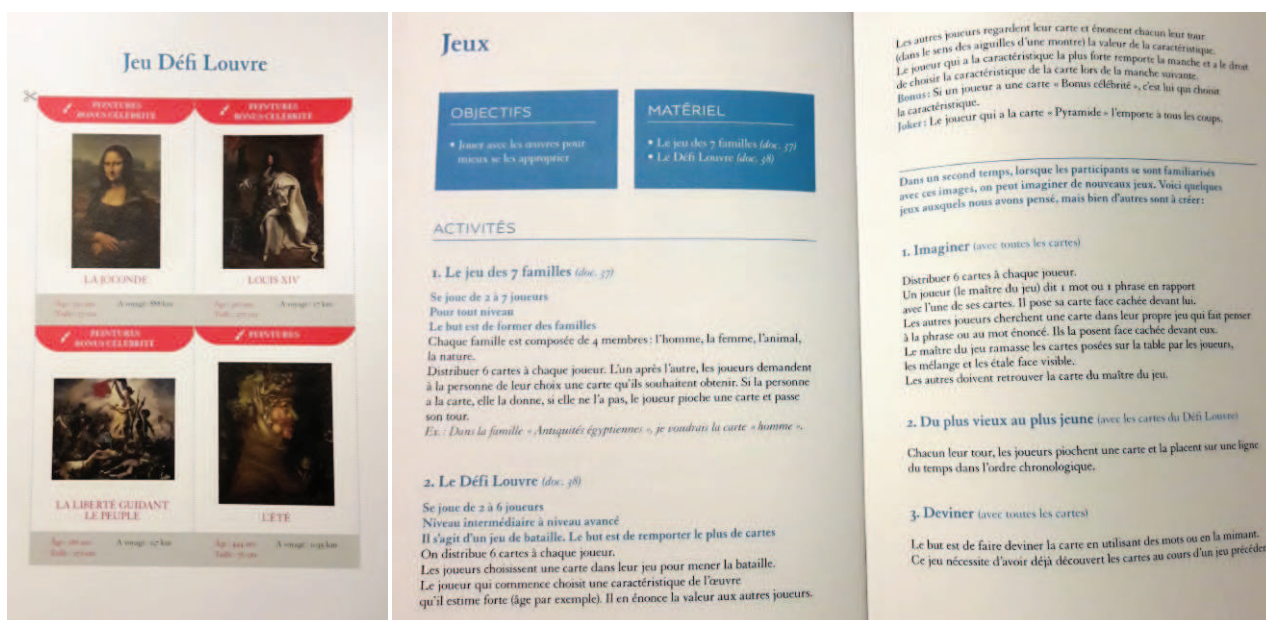 Jeu Défi Louvre
PEINTURES
BONUS CÉLÉBRITÉ
LA JOCONDE
A voyagé : 888 km
PEINTURES
BONUS CÉLÉBRITÉ
LOUIS XIV
A voyagé : 17 km
PEINTURES
BONUS CÉLÉBRITÉ
LA LIBERTÉ GUIDANT
LE PEUPLE
PEINTURES
L'ÉTÉ
Jeux
OBJECTIFS
• Jouer avec les œuvres pour
mieux se les approprier
MATÉRIEL
• Le jeu des 7 familles (doc. 37)
• Le Défi Louvre (doc. 38)
ACTIVITÉS
1. Le jeu des 7 familles (doc. 37)
Se joue de 2 à 7 joueurs
Pour tout niveau
Le but est de former des familles
Chaque famille est composée de 4 membres : l'homme, la femme, l'animal,
la nature.
Distribuer 6 cartes à chaque joueur. L'un après l'autre, les joueurs demandent
à la personne de leur choix une carte qu'ils souhaitent obtenir. Si la personne
a la carte, elle la donne, si elle ne l'a pas, le joueur pioche une carte et passe
son tour.
Ex. : Dans la famille « Antiquités égyptiennes », je voudrais la carte « homme ».
2. Le Défi Louvre (doc. 38)
Se joue de 2 à 6 joueurs
Niveau intermédiaire à niveau avancé
Il s'agit d'un jeu de bataille. Le but est de remporter le plus de cartes
On distribue 6 cartes à chaque joueur.
Les joueurs choisissent une carte dans leur jeu pour mener la bataille.
Le joueur qui commence choisit une caractéristique de l'œuvre
qu'il estime forte (âge par exemple). Il en énonce la valeur aux autres joueurs.
Les autres joueurs regardent leur carte et énoncent chacun leur tour
(dans le sens des aiguilles d'une montre) la valeur de la caractéristique.
Le joueur qui a la caractéristique la plus forte remporte la manche et a le droit
de choisir la caractéristique de la carte lors de la manche suivante.
Bonus : Si un joueur a une carte « Bonus célébrité », c'est lui qui choisit
la caractéristique.
Joker : Le joueur qui a la carte « Pyramide » l'emporte à tous les coups.
Dans un second temps, lorsque les participants se sont familiarisés
avec ces images, on peut imaginer de nouveaux jeux. Voici quelques
jeux auxquels nous avons pensé, mais bien d'autres sont à créer :
1. Imaginer (avec toutes les cartes)
Distribuer 6 cartes à chaque joueur.
Un joueur (le maître du jeu) dit 1 mot ou 1 phrase en rapport
avec l'une de ses cartes. Il pose sa carte face cachée devant lui.
Les autres joueurs cherchent une carte dans leur propre jeu qui fait penser
à la phrase ou au mot énoncé. Ils la posent face cachée devant eux.
Le maître du jeu ramasse les cartes posées sur la table par les joueurs,
les mélange et les étale face visible.
Les autres doivent retrouver la carte du maître du jeu.
2. Du plus vieux au plus jeune (avec les cartes du Défi Louvre)
Chacun leur tour, les joueurs piochent une carte et la placent sur une ligne
du temps dans l'ordre chronologique.
3. Deviner (avec toutes les cartes)
Le but est de faire deviner la carte en utilisant des mots ou en la mimant.
Ce jeu nécessite d'avoir déjà découvert les cartes au cours d'un jeu précéden